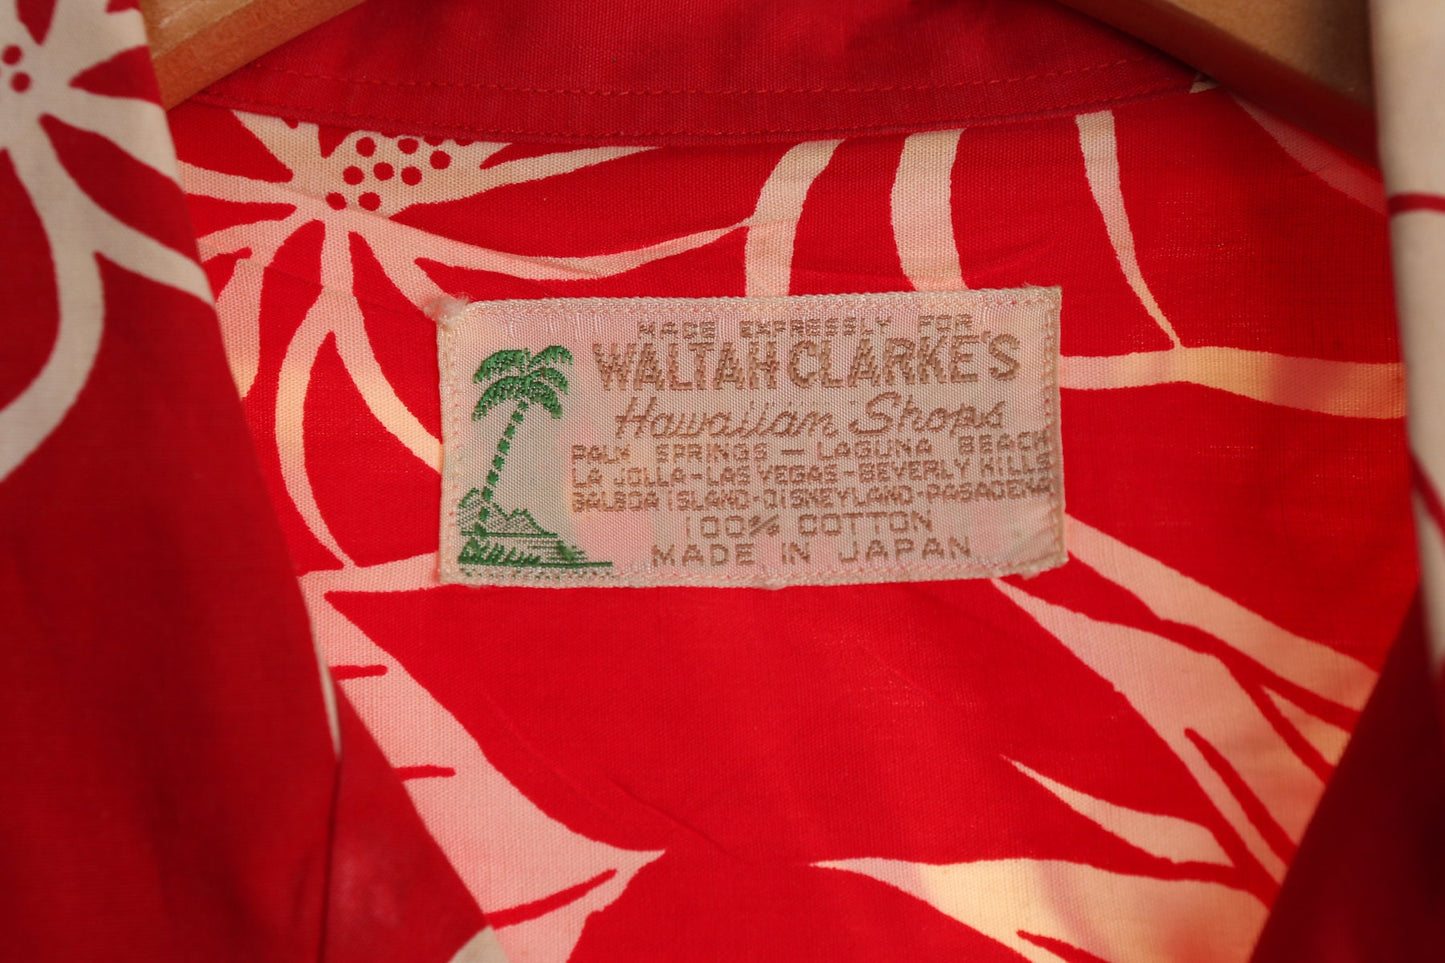 MADE EXPRESSLY FOR
WALTAH CLARKE'S
Hawaiian Shops
PALM SPRINGS – LAGUNA BEACH
LA JOLLA-LAS VEGAS-BEVERLY HILLS
BALBOA ISLAND-DISNEYLAND-PASADENA
100% COTTON
MADE IN JAPAN